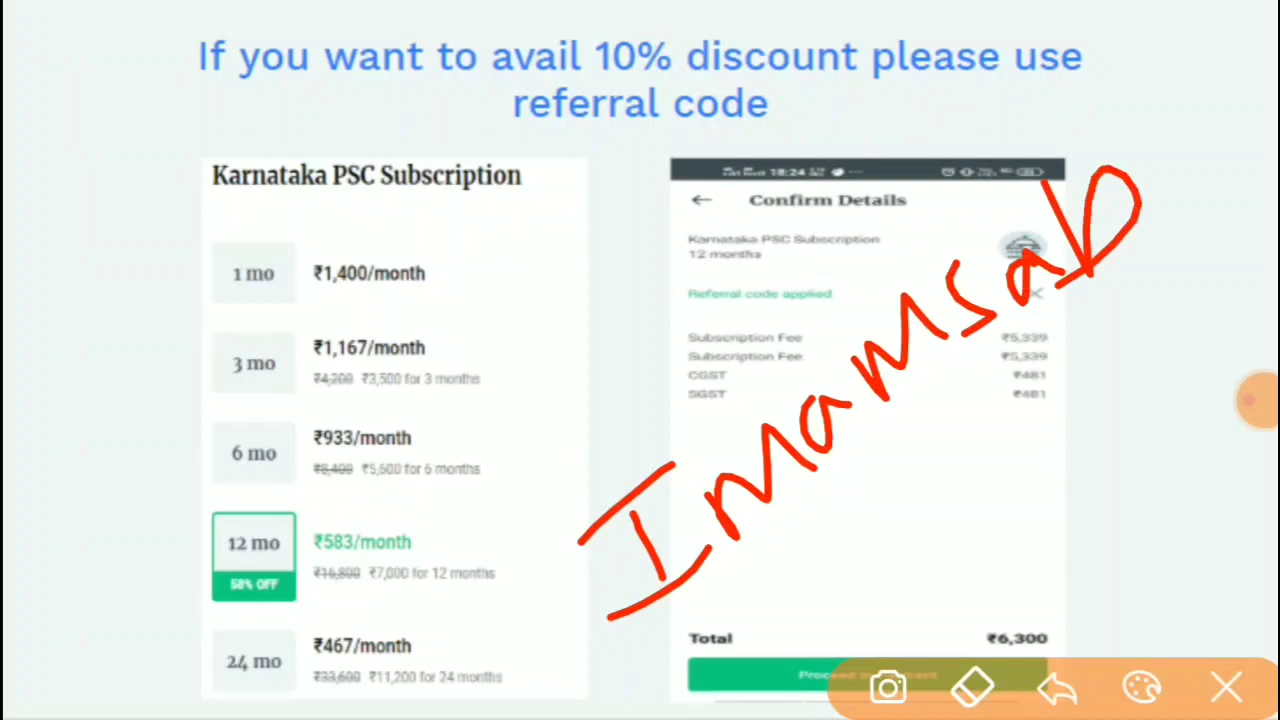 If you want to avail 10% discount please use
referral code
Karnataka PSC Subscription
1 mo
₹1,400/month
3 mo
₹1,167/month
₹4,200 ₹3,500 for 3 months
6 mo
₹933/month
₹8,400 ₹5,600 for 6 months
12 mo
58% OFF
₹583/month
₹16,800 ₹7,000 for 12 months
24 mo
₹467/month
₹33,600 ₹11,200 for 24 months
18:24
Confirm Details
Karnataka PSC Subscription
12 months
Referral code applied
Subscription Fee ₹5,339
Subscription Fee ₹5,339
CGST ₹481
SGST ₹481
Imamsab
Total ₹6,300